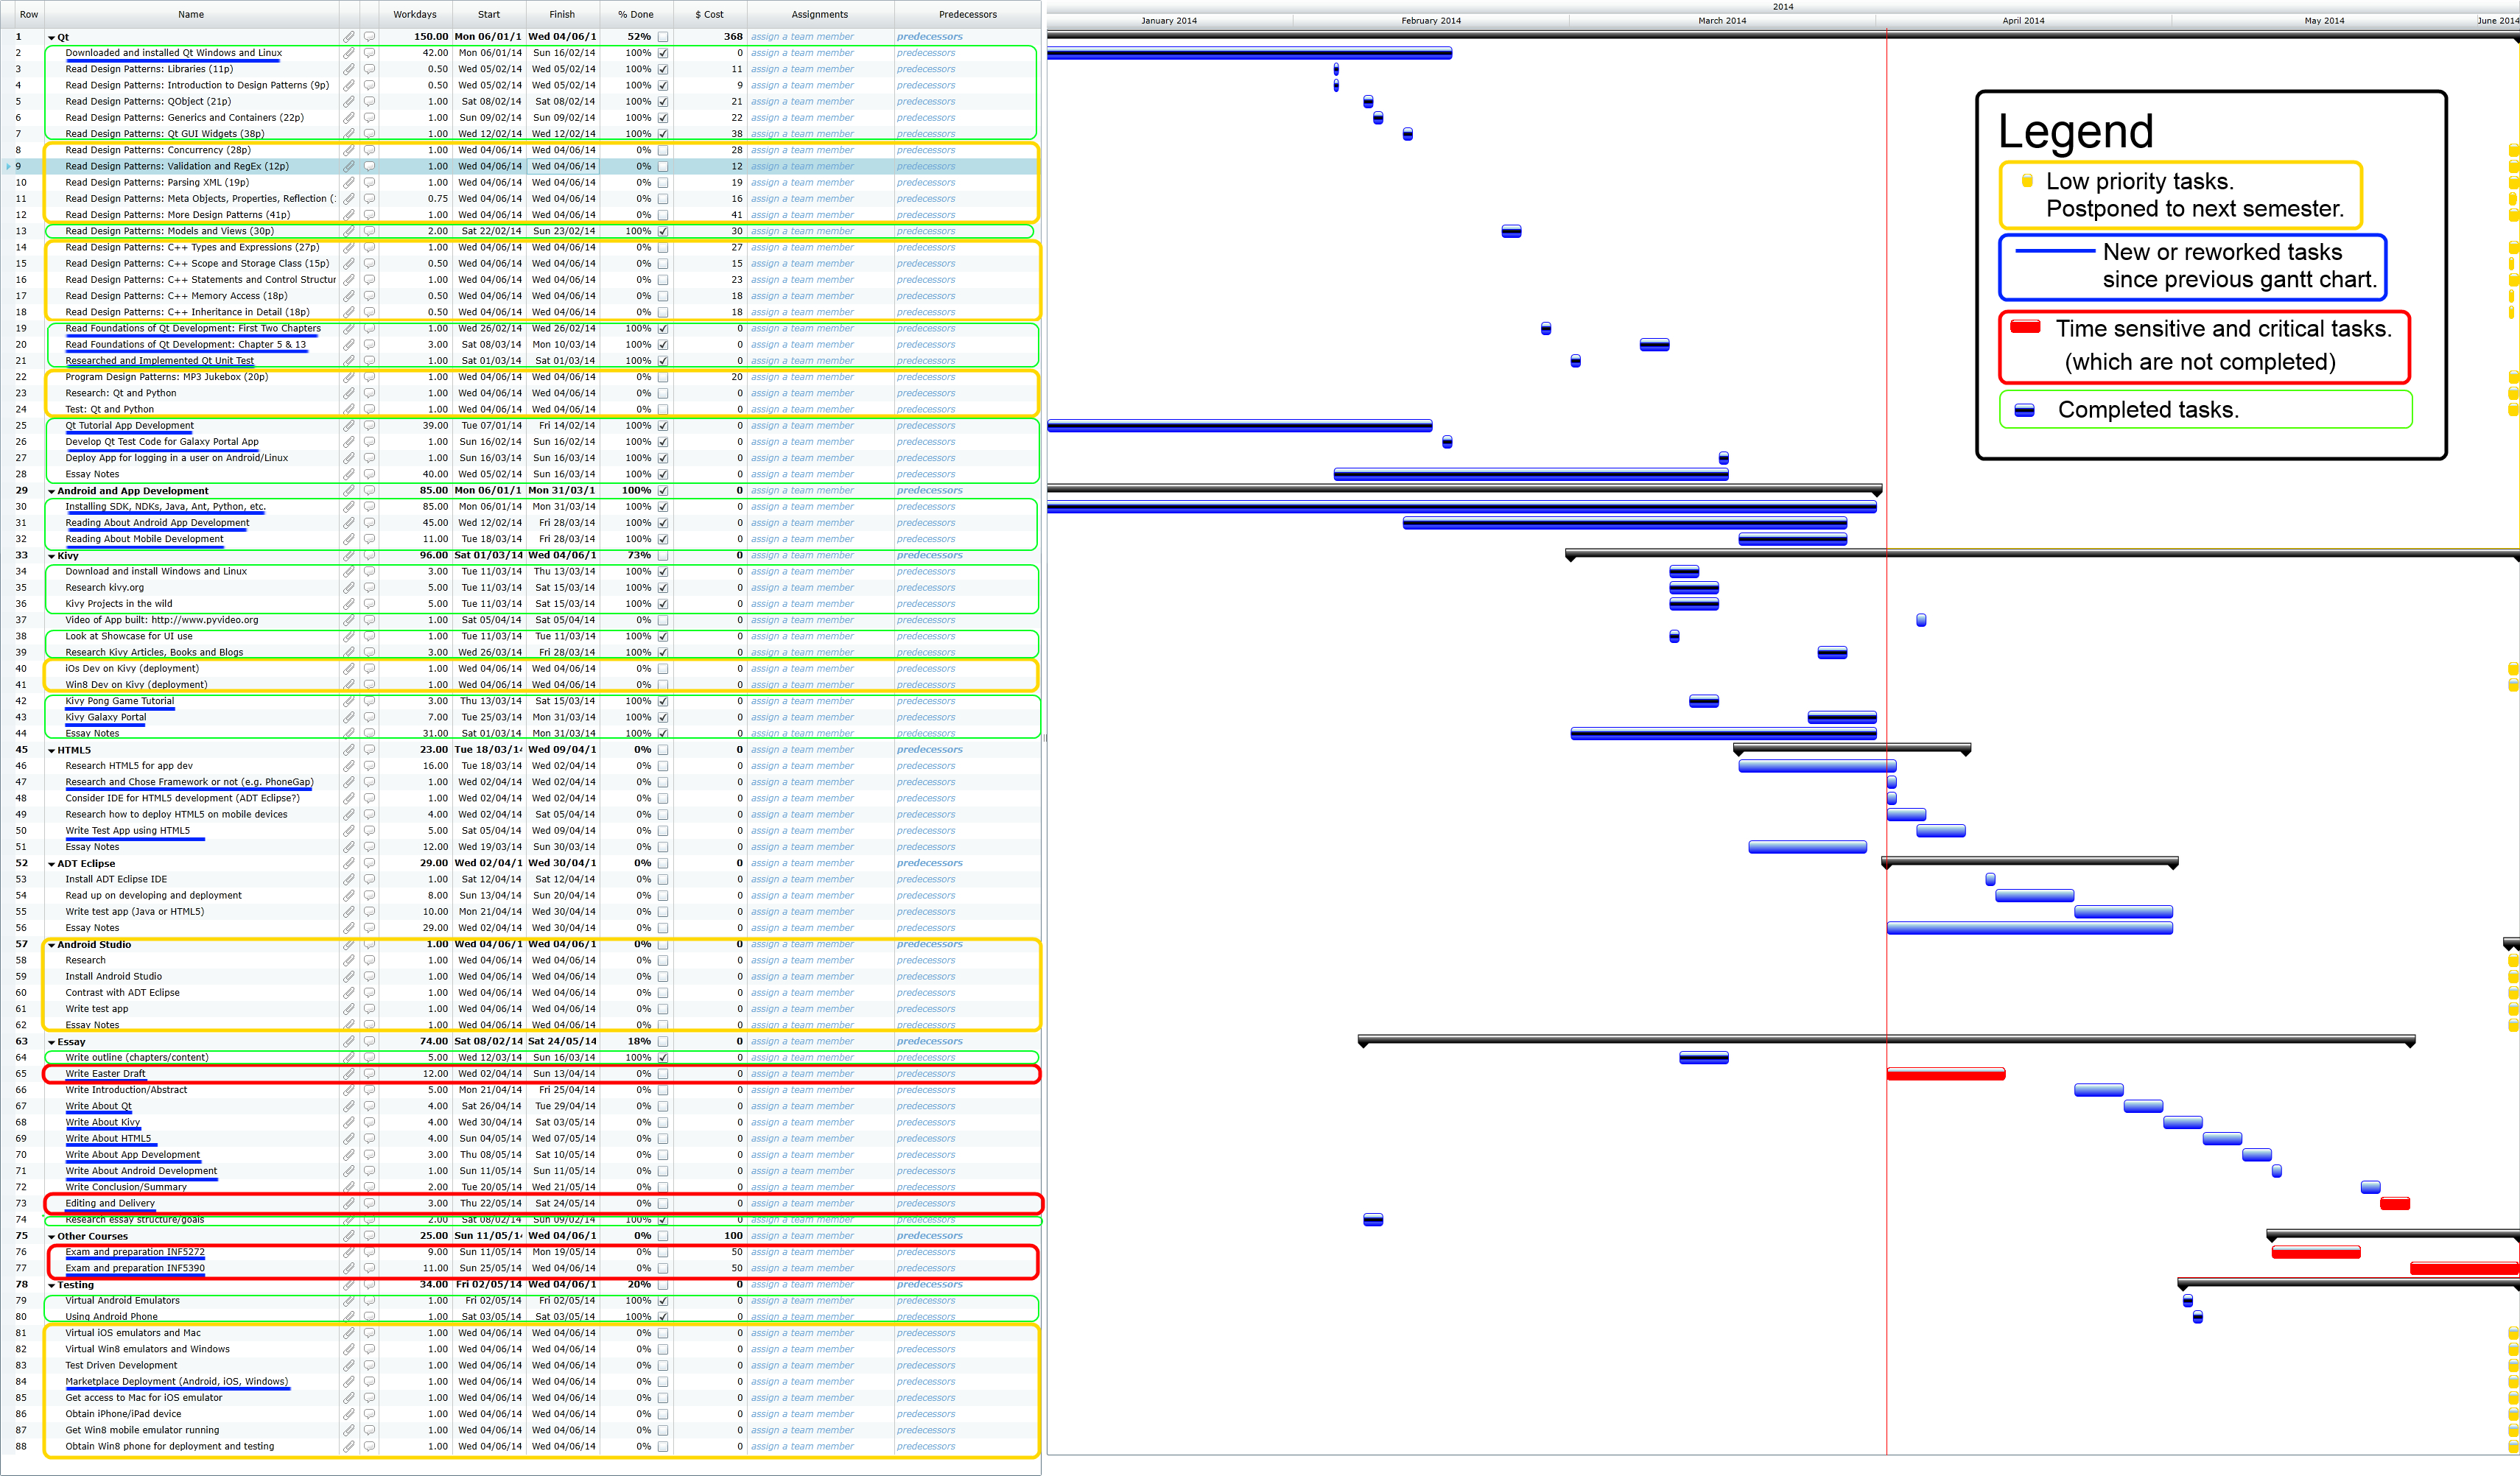 Row Name Workdays Start Finish % Done $ Cost Assignments Predecessors
2014
January 2014 February 2014 March 2014 April 2014 May 2014 June 2014
1 Qt 150.00 Mon 06/01/1 Wed 04/06/1 52% 368 assign a team member predecessors
2 Downloaded and installed Qt Windows and Linux 42.00 Mon 06/01/14 Sun 16/02/14 100% 0 assign a team member predecessors
3 Read Design Patterns: Libraries (11p) 0.50 Wed 05/02/14 Wed 05/02/14 100% 11 assign a team member predecessors
4 Read Design Patterns: Introduction to Design Patterns (9p) 0.50 Wed 05/02/14 Wed 05/02/14 100% 9 assign a team member predecessors
5 Read Design Patterns: QObject (21p) 1.00 Sat 08/02/14 Sat 08/02/14 100% 21 assign a team member predecessors
6 Read Design Patterns: Generics and Containers (22p) 1.00 Sun 09/02/14 Sun 09/02/14 100% 22 assign a team member predecessors
7 Read Design Patterns: Qt GUI Widgets (38p) 1.00 Wed 12/02/14 Wed 12/02/14 100% 38 assign a team member predecessors
8 Read Design Patterns: Concurrency (28p) 1.00 Wed 04/06/14 Wed 04/06/14 0% 28 assign a team member predecessors
9 Read Design Patterns: Validation and RegEx (12p) 1.00 Wed 04/06/14 Wed 04/06/14 0% 12 assign a team member predecessors
10 Read Design Patterns: Parsing XML (19p) 1.00 Wed 04/06/14 Wed 04/06/14 0% 19 assign a team member predecessors
11 Read Design Patterns: Meta Objects, Properties, Reflection (: 0.75 Wed 04/06/14 Wed 04/06/14 0% 16 assign a team member predecessors
12 Read Design Patterns: More Design Patterns (41p) 1.00 Wed 04/06/14 Wed 04/06/14 0% 41 assign a team member predecessors
13 Read Design Patterns: Models and Views (30p) 2.00 Sat 22/02/14 Sun 23/02/14 100% 30 assign a team member predecessors
14 Read Design Patterns: C++ Types and Expressions (27p) 1.00 Wed 04/06/14 Wed 04/06/14 0% 27 assign a team member predecessors
15 Read Design Patterns: C++ Scope and Storage Class (15p) 0.50 Wed 04/06/14 Wed 04/06/14 0% 15 assign a team member predecessors
16 Read Design Patterns: C++ Statements and Control Structur 1.00 Wed 04/06/14 Wed 04/06/14 0% 23 assign a team member predecessors
17 Read Design Patterns: C++ Memory Access (18p) 0.50 Wed 04/06/14 Wed 04/06/14 0% 18 assign a team member predecessors
18 Read Design Patterns: C++ Inheritance in Detail (18p) 0.50 Wed 04/06/14 Wed 04/06/14 0% 18 assign a team member predecessors
19 Read Foundations of Qt Development: First Two Chapters 1.00 Wed 26/02/14 Wed 26/02/14 100% 0 assign a team member predecessors
20 Read Foundations of Qt Development: Chapter 5 & 13 3.00 Sat 08/03/14 Mon 10/03/14 100% 0 assign a team member predecessors
21 Researched and Implemented Qt Unit Test 1.00 Sat 01/03/14 Sat 01/03/14 100% 0 assign a team member predecessors
22 Program Design Patterns: MP3 Jukebox (20p) 1.00 Wed 04/06/14 Wed 04/06/14 0% 20 assign a team member predecessors
23 Research: Qt and Python 1.00 Wed 04/06/14 Wed 04/06/14 0% 0 assign a team member predecessors
24 Test: Qt and Python 1.00 Wed 04/06/14 Wed 04/06/14 0% 0 assign a team member predecessors
25 Qt Tutorial App Development 39.00 Tue 07/01/14 Fri 14/02/14 100% 0 assign a team member predecessors
26 Develop Qt Test Code for Galaxy Portal App 1.00 Sun 16/02/14 Sun 16/02/14 100% 0 assign a team member predecessors
27 Deploy App for logging in a user on Android/Linux 1.00 Sun 16/03/14 Sun 16/03/14 100% 0 assign a team member predecessors
28 Essay Notes 40.00 Wed 05/02/14 Sun 16/03/14 100% 0 assign a team member predecessors
29 Android and App Development 85.00 Mon 06/01/1 Mon 31/03/1 100% 0 assign a team member predecessors
30 Installing SDK, NDKs, Java, Ant, Python, etc. 85.00 Mon 06/01/14 Mon 31/03/14 100% 0 assign a team member predecessors
31 Reading About Android App Development 45.00 Wed 12/02/14 Fri 28/03/14 100% 0 assign a team member predecessors
32 Reading About Mobile Development 11.00 Tue 18/03/14 Fri 28/03/14 100% 0 assign a team member predecessors
33 Kivy 96.00 Sat 01/03/14 Wed 04/06/1 73% 0 assign a team member predecessors
34 Download and install Windows and Linux 3.00 Tue 11/03/14 Thu 13/03/14 100% 0 assign a team member predecessors
35 Research kivy.org 5.00 Tue 11/03/14 Sat 15/03/14 100% 0 assign a team member predecessors
36 Kivy Projects in the wild 5.00 Tue 11/03/14 Sat 15/03/14 100% 0 assign a team member predecessors
37 Video of App built: http://www.pyvideo.org 1.00 Sat 05/04/14 Sat 05/04/14 0% 0 assign a team member predecessors
38 Look at Showcase for UI use 1.00 Tue 11/03/14 Tue 11/03/14 100% 0 assign a team member predecessors
39 Research Kivy Articles, Books and Blogs 3.00 Wed 26/03/14 Fri 28/03/14 100% 0 assign a team member predecessors
40 iOs Dev on Kivy (deployment) 1.00 Wed 04/06/14 Wed 04/06/14 0% 0 assign a team member predecessors
41 Win8 Dev on Kivy (deployment) 1.00 Wed 04/06/14 Wed 04/06/14 0% 0 assign a team member predecessors
42 Kivy Pong Game Tutorial 3.00 Thu 13/03/14 Sat 15/03/14 100% 0 assign a team member predecessors
43 Kivy Galaxy Portal 7.00 Tue 25/03/14 Mon 31/03/14 100% 0 assign a team member predecessors
44 Essay Notes 31.00 Sat 01/03/14 Mon 31/03/14 100% 0 assign a team member predecessors
45 HTML5 23.00 Tue 18/03/14 Wed 09/04/1 0% 0 assign a team member predecessors
46 Research HTML5 for app dev 16.00 Tue 18/03/14 Wed 02/04/14 0% 0 assign a team member predecessors
47 Research and Chose Framework or not (e.g. PhoneGap) 1.00 Wed 02/04/14 Wed 02/04/14 0% 0 assign a team member predecessors
48 Consider IDE for HTML5 development (ADT Eclipse?) 1.00 Wed 02/04/14 Wed 02/04/14 0% 0 assign a team member predecessors
49 Research how to deploy HTML5 on mobile devices 4.00 Wed 02/04/14 Sat 05/04/14 0% 0 assign a team member predecessors
50 Write Test App using HTML5 5.00 Sat 05/04/14 Wed 09/04/14 0% 0 assign a team member predecessors
51 Essay Notes 12.00 Wed 19/03/14 Sun 30/03/14 0% 0 assign a team member predecessors
52 ADT Eclipse 29.00 Wed 02/04/1 Wed 30/04/1 0% 0 assign a team member predecessors
53 Install ADT Eclipse IDE 1.00 Sat 12/04/14 Sat 12/04/14 0% 0 assign a team member predecessors
54 Read up on developing and deployment 8.00 Sun 13/04/14 Sun 20/04/14 0% 0 assign a team member predecessors
55 Write test app (Java or HTML5) 10.00 Mon 21/04/14 Wed 30/04/14 0% 0 assign a team member predecessors
56 Essay Notes 29.00 Wed 02/04/14 Wed 30/04/14 0% 0 assign a team member predecessors
57 Android Studio 1.00 Wed 04/06/1 Wed 04/06/1 0% 0 assign a team member predecessors
58 Research 1.00 Wed 04/06/14 Wed 04/06/14 0% 0 assign a team member predecessors
59 Install Android Studio 1.00 Wed 04/06/14 Wed 04/06/14 0% 0 assign a team member predecessors
60 Contrast with ADT Eclipse 1.00 Wed 04/06/14 Wed 04/06/14 0% 0 assign a team member predecessors
61 Write test app 1.00 Wed 04/06/14 Wed 04/06/14 0% 0 assign a team member predecessors
62 Essay Notes 1.00 Wed 04/06/14 Wed 04/06/14 0% 0 assign a team member predecessors
63 Essay 74.00 Sat 08/02/14 Sat 24/05/14 18% 0 assign a team member predecessors
64 Write outline (chapters/content) 5.00 Wed 12/03/14 Sun 16/03/14 100% 0 assign a team member predecessors
65 Write Easter Draft 12.00 Wed 02/04/14 Sun 13/04/14 0% 0 assign a team member predecessors
66 Write Introduction/Abstract 5.00 Mon 21/04/14 Fri 25/04/14 0% 0 assign a team member predecessors
67 Write About Qt 4.00 Sat 26/04/14 Tue 29/04/14 0% 0 assign a team member predecessors
68 Write About Kivy 4.00 Wed 30/04/14 Sat 03/05/14 0% 0 assign a team member predecessors
69 Write About HTML5 4.00 Sun 04/05/14 Wed 07/05/14 0% 0 assign a team member predecessors
70 Write About App Development 3.00 Thu 08/05/14 Sat 10/05/14 0% 0 assign a team member predecessors
71 Write About Android Development 1.00 Sun 11/05/14 Sun 11/05/14 0% 0 assign a team member predecessors
72 Write Conclusion/Summary 2.00 Tue 20/05/14 Wed 21/05/14 0% 0 assign a team member predecessors
73 Editing and Delivery 3.00 Thu 22/05/14 Sat 24/05/14 0% 0 assign a team member predecessors
74 Research essay structure/goals 2.00 Sat 08/02/14 Sun 09/02/14 100% 0 assign a team member predecessors
75 Other Courses 25.00 Sun 11/05/1 Wed 04/06/1 0% 100 assign a team member predecessors
76 Exam and preparation INF5272 9.00 Sun 11/05/14 Mon 19/05/14 0% 50 assign a team member predecessors
77 Exam and preparation INF5390 11.00 Sun 25/05/14 Wed 04/06/14 0% 50 assign a team member predecessors
78 Testing 34.00 Fri 02/05/14 Wed 04/06/1 20% 0 assign a team member predecessors
79 Virtual Android Emulators 1.00 Fri 02/05/14 Fri 02/05/14 100% 0 assign a team member predecessors
80 Using Android Phone 1.00 Sat 03/05/14 Sat 03/05/14 100% 0 assign a team member predecessors
81 Virtual iOS emulators and Mac 1.00 Wed 04/06/14 Wed 04/06/14 0% 0 assign a team member predecessors
82 Virtual Win8 emulators and Windows 1.00 Wed 04/06/14 Wed 04/06/14 0% 0 assign a team member predecessors
83 Test Driven Development 1.00 Wed 04/06/14 Wed 04/06/14 0% 0 assign a team member predecessors
84 Marketplace Deployment (Android, iOS, Windows) 1.00 Wed 04/06/14 Wed 04/06/14 0% 0 assign a team member predecessors
85 Get access to Mac for iOS emulator 1.00 Wed 04/06/14 Wed 04/06/14 0% 0 assign a team member predecessors
86 Obtain iPhone/iPad device 1.00 Wed 04/06/14 Wed 04/06/14 0% 0 assign a team member predecessors
87 Get Win8 mobile emulator running 1.00 Wed 04/06/14 Wed 04/06/14 0% 0 assign a team member predecessors
88 Obtain Win8 phone for deployment and testing 1.00 Wed 04/06/14 Wed 04/06/14 0% 0 assign a team member predecessors
Legend
Low priority tasks.
Postponed to next semester.
New or reworked tasks
since previous gantt chart.
Time sensitive and critical tasks.
(which are not completed)
Completed tasks.